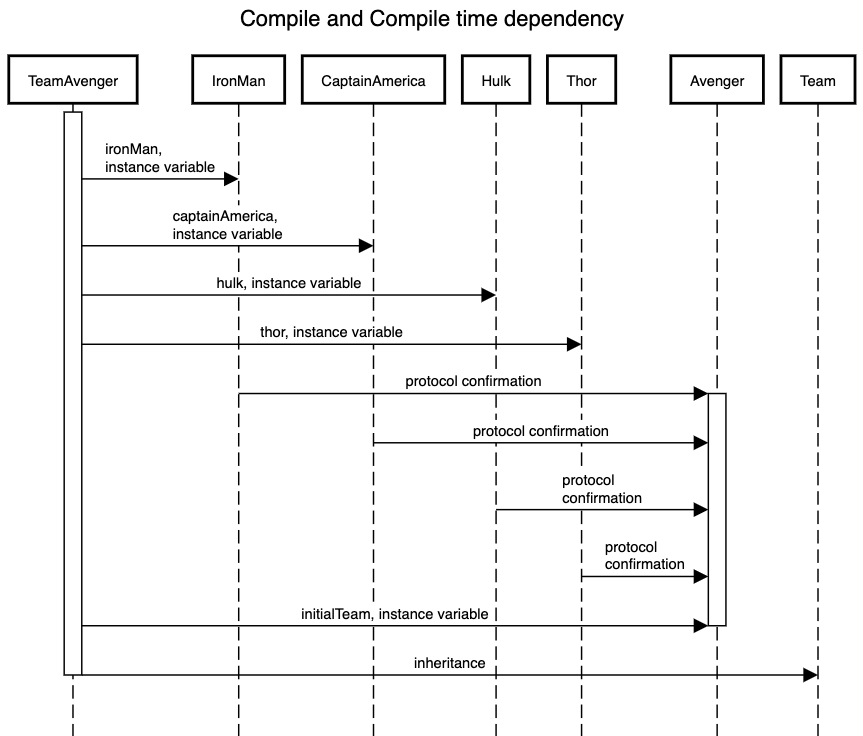 Compile and Compile time dependency
TeamAvenger
IronMan
CaptainAmerica
Hulk
Thor
Avenger
Team
ironMan,
instance variable
captainAmerica,
instance variable
hulk, instance variable
thor, instance variable
protocol confirmation
protocol confirmation
protocol
confirmation
protocol
confirmation
initialTeam, instance variable
inheritance